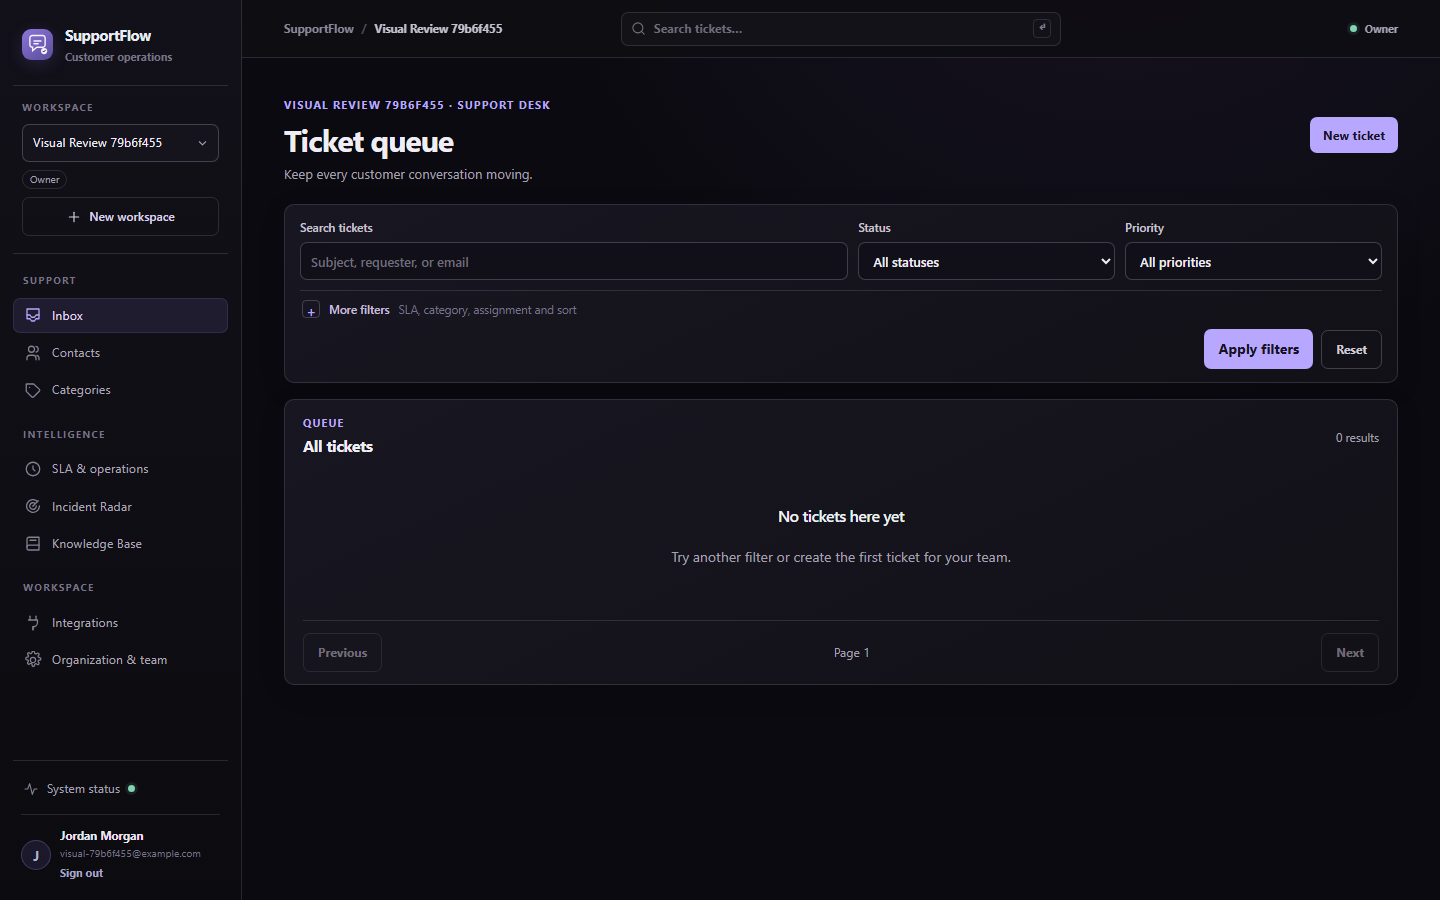 SupportFlow
Customer operations
WORKSPACE
Visual Review 79b6f455
Owner
New workspace
SUPPORT
Inbox
Contacts
Categories
INTELLIGENCE
SLA & operations
Incident Radar
Knowledge Base
WORKSPACE
Integrations
Organization & team
System status
J
Jordan Morgan
visual-79b6f455@example.com
Sign out
SupportFlow / Visual Review 79b6f455
Search tickets...
Owner
VISUAL REVIEW 79B6F455 · SUPPORT DESK
Ticket queue
Keep every customer conversation moving.
New ticket
Search tickets
Status
Priority
Subject, requester, or email
All statuses
All priorities
+ More filters SLA, category, assignment and sort
Apply filters
Reset
QUEUE
All tickets
0 results
No tickets here yet
Try another filter or create the first ticket for your team.
Previous
Page 1
Next